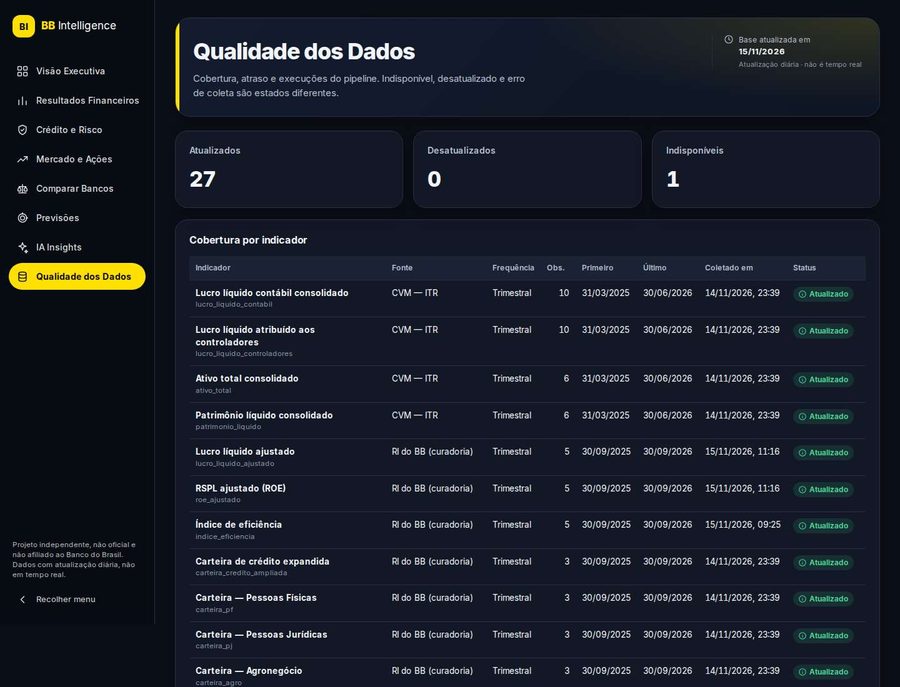 BI BB Intelligence
Visão Executiva
Resultados Financeiros
Crédito e Risco
Mercado e Ações
Comparar Bancos
Previsões
IA Insights
Qualidade dos Dados
Projeto independente, não oficial e
não afiliado ao Banco do Brasil.
Dados com atualização diária, não
em tempo real.
Recolher menu
Qualidade dos Dados
Cobertura, atraso e execuções do pipeline. Indisponível, desatualizado e erro
de coleta são estados diferentes.
Base atualizada em
15/11/2026
Atualização diária · não é tempo real
Atualizados
27
Desatualizados
0
Indisponíveis
1
Cobertura por indicador
Indicador Fonte Frequência Obs. Primeiro Último Coletado em Status
Lucro líquido contábil consolidado CVM — ITR Trimestral 10 31/03/2025 30/06/2026 14/11/2026, 23:39 Atualizado
lucro_liquido_contabil
Lucro líquido atribuído aos CVM — ITR Trimestral 10 31/03/2025 30/06/2026 14/11/2026, 23:39 Atualizado
controladores
lucro_liquido_controladores
Ativo total consolidado CVM — ITR Trimestral 6 31/03/2025 30/06/2026 14/11/2026, 23:39 Atualizado
ativo_total
Patrimônio líquido consolidado CVM — ITR Trimestral 6 31/03/2025 30/06/2026 14/11/2026, 23:39 Atualizado
patrimonio_liquido
Lucro líquido ajustado RI do BB (curadoria) Trimestral 5 30/09/2025 30/09/2025 15/11/2026, 11:16 Atualizado
lucro_liquido_ajustado
RSPL ajustado (ROE) RI do BB (curadoria) Trimestral 5 30/09/2025 30/09/2025 15/11/2026, 11:16 Atualizado
roe_ajustado
Índice de eficiência RI do BB (curadoria) Trimestral 5 30/09/2025 30/09/2025 15/11/2026, 09:25 Atualizado
indice_eficiencia
Carteira de crédito expandida RI do BB (curadoria) Trimestral 3 30/09/2025 30/09/2025 14/11/2026, 23:39 Atualizado
carteira_credito_ampliada
Carteira — Pessoas Físicas RI do BB (curadoria) Trimestral 3 30/09/2025 30/09/2025 14/11/2026, 23:39 Atualizado
carteira_pf
Carteira — Pessoas Jurídicas RI do BB (curadoria) Trimestral 3 30/09/2025 30/09/2025 14/11/2026, 23:39 Atualizado
carteira_pj
Carteira — Agronegócio RI do BB (curadoria) Trimestral 3 30/09/2025 30/09/2025 14/11/2026, 23:39 Atualizado
carteira_agro